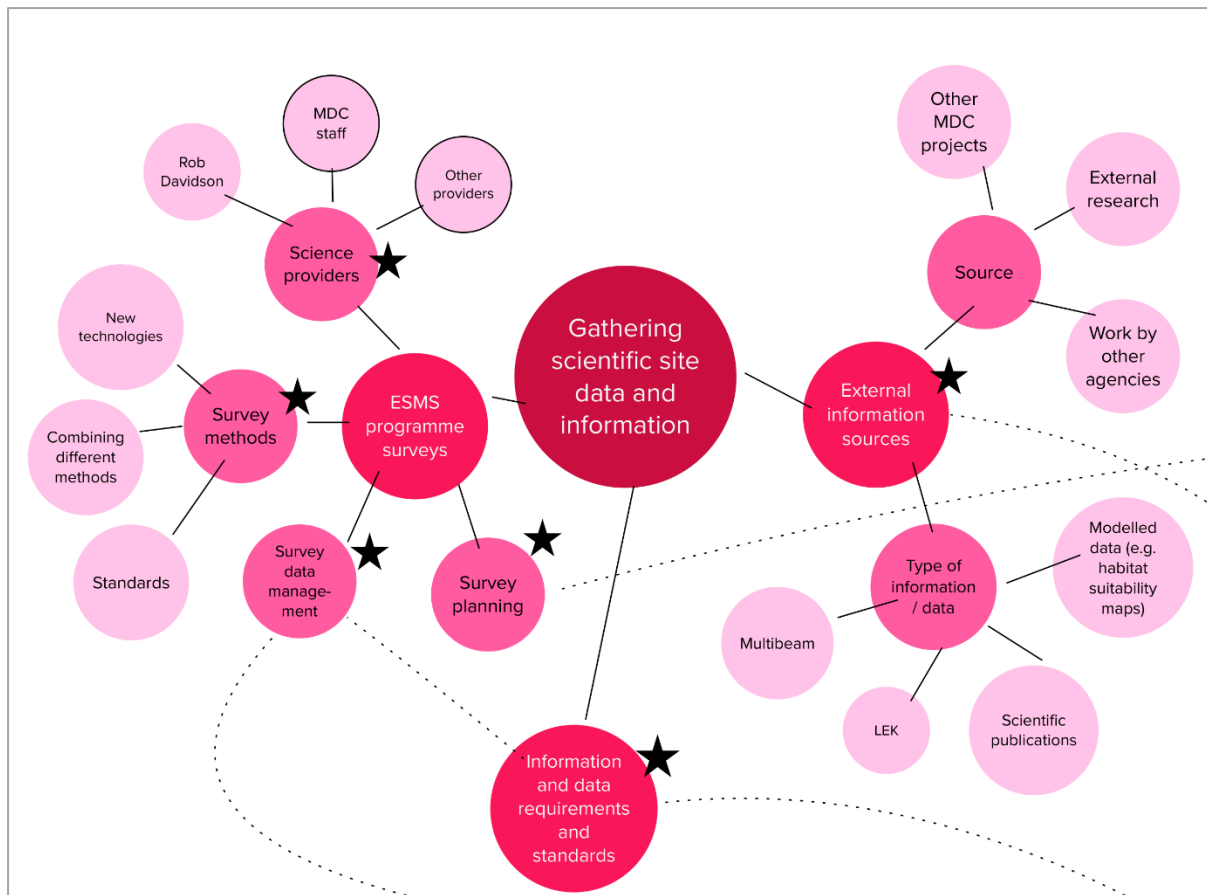 MDC
staff
Rob
Davidson
Other
providers
Science
providers
New
technologies
Survey
methods
Combining
different
methods
Standards
ESMS
programme
surveys
Survey
data
manage-
ment
Survey
planning
Gathering
scientific site
data and
information
Information
and data
requirements
and
standards
Other
MDC
projects
External
research
Source
Work by
other
agencies
External
information
sources
Type of
information
/ data
Modelled
data (e.g.
habitat
suitability
maps)
Multibeam
LEK
Scientific
publications